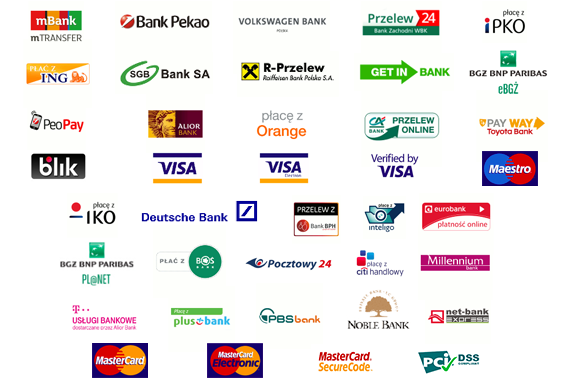 mBank
mTRANSFER
Bank Pekao
VOLKSWAGEN BANK
POLSKA
Przelew 24
Bank Zachodni WBK
płacę z
iPKO
PŁAĆ Z
ING
SGB Bank SA
R-Przelew
Raiffeisen Bank Polska S.A.
GET IN BANK
BGŻ BNP PARIBAS
eBGŻ
PeoPay
ALIOR
BANK
płacę z
Orange
CA
BANK
PRZELEW
ONLINE
PAY WAY
Toyota Bank
blik
VISA
VISA
Electron
Verified by
VISA
Maestro
płacę z
IKO
Deutsche Bank
PRZELEW Z
Bank BPH
płacę z
inteligo
eurobank
płatność online
BGŻ BNP PARIBAS
PL@NET
PŁAĆ Z
BOŚ
BANK
Pocztowy 24
płacę z
citi handlowy
Millennium
bank
T
USŁUGI BANKOWE
dostarczane przez Alior Bank
Płacę z
plus bank
PBSbank
NOBLE BANK
net-bank
express
MasterCard
MasterCard
Electronic
MasterCard.
SecureCode.
PCI DSS
COMPLIANT